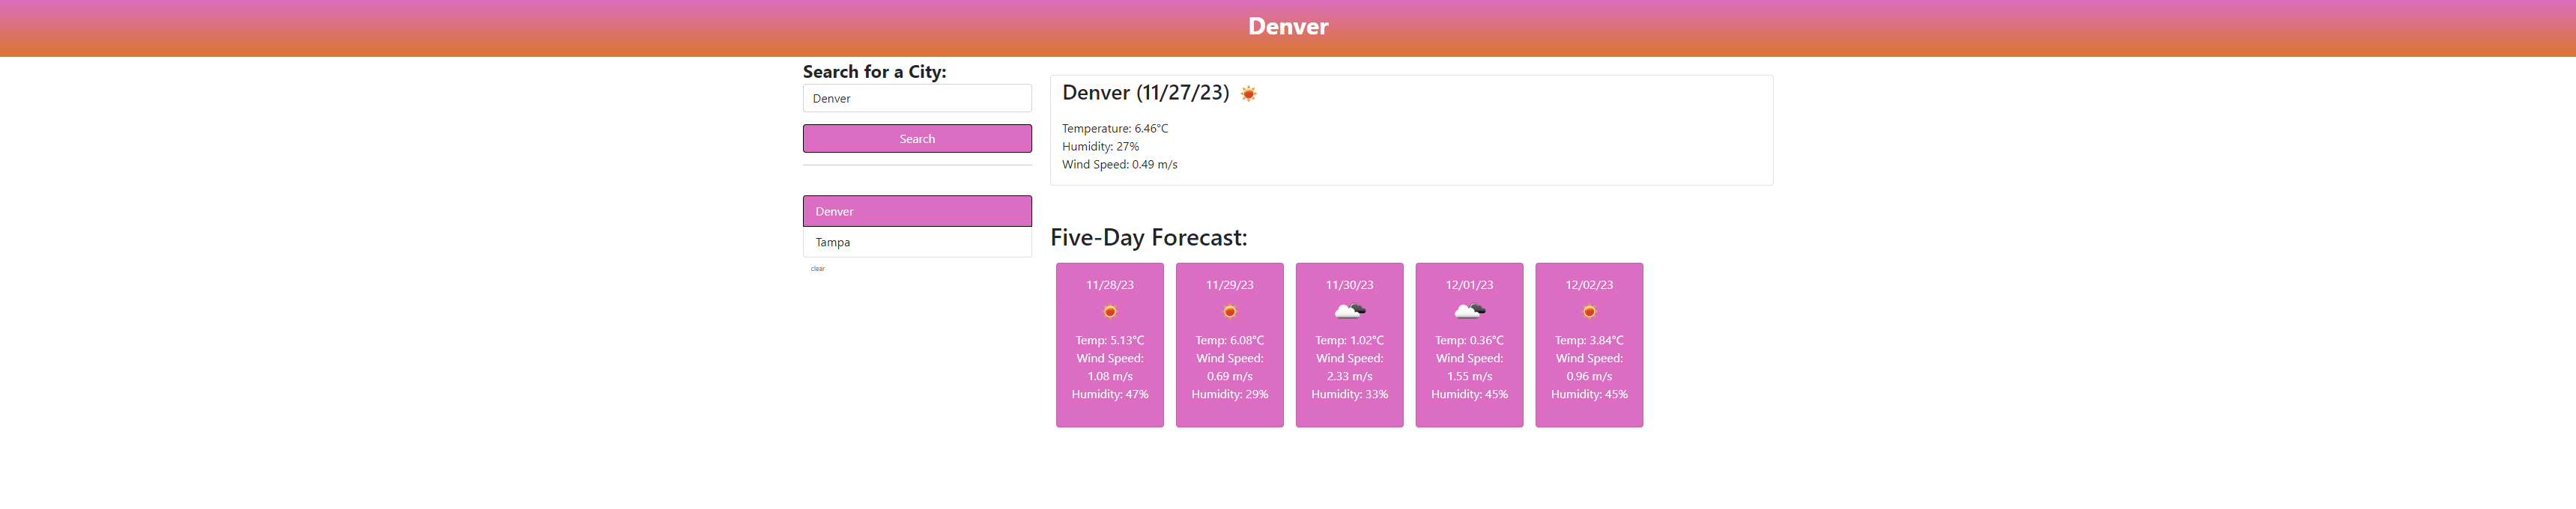 Denver
Search for a City:
Denver
Search
Denver
Tampa
clear
Denver (11/27/23)
Temperature: 6.46°C
Humidity: 27%
Wind Speed: 0.49 m/s
Five-Day Forecast:
11/28/23
Temp: 5.13°C
Wind Speed:
1.08 m/s
Humidity: 47%
11/29/23
Temp: 6.08°C
Wind Speed:
0.69 m/s
Humidity: 29%
11/30/23
Temp: 1.02°C
Wind Speed:
2.33 m/s
Humidity: 33%
12/01/23
Temp: 0.36°C
Wind Speed:
1.55 m/s
Humidity: 45%
12/02/23
Temp: 3.84°C
Wind Speed:
0.96 m/s
Humidity: 45%